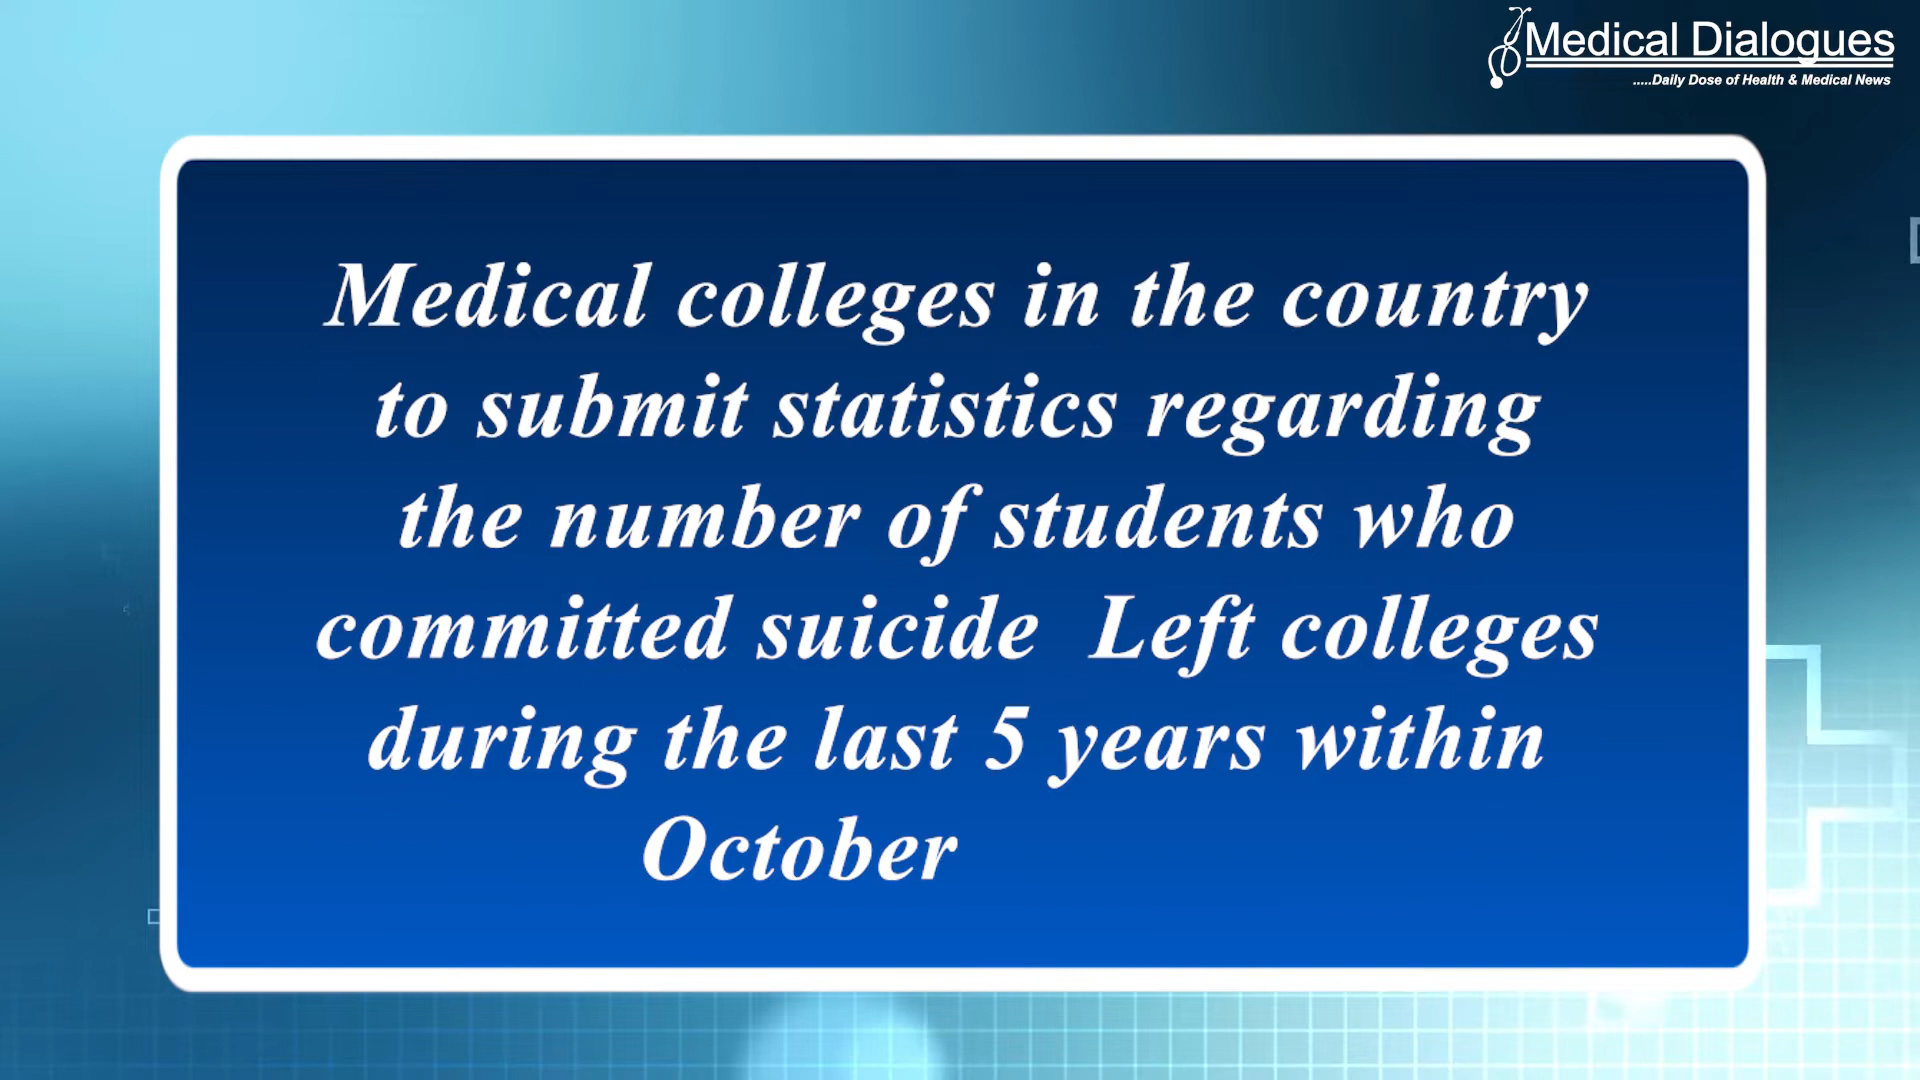 Medical Dialogues
.....Daily Dose of Health & Medical News
Medical colleges in the country
to submit statistics regarding
the number of students who
committed suicide  Left colleges
during the last 5 years within
October